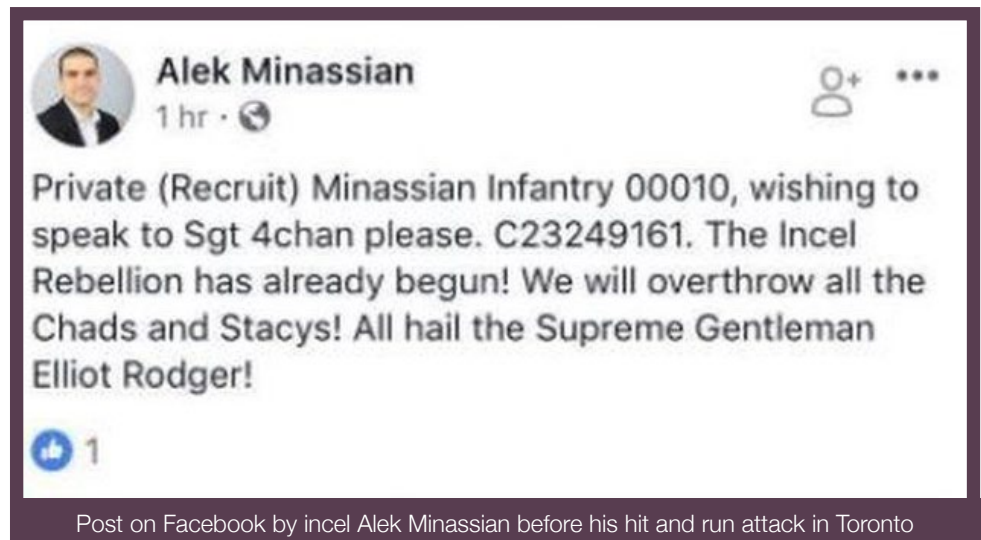 Alek Minassian
1 hr ·
Private (Recruit) Minassian Infantry 00010, wishing to
speak to Sgt 4chan please. C23249161. The Incel
Rebellion has already begun! We will overthrow all the
Chads and Stacys! All hail the Supreme Gentleman
Elliot Rodger!
1
Post on Facebook by incel Alek Minassian before his hit and run attack in Toronto